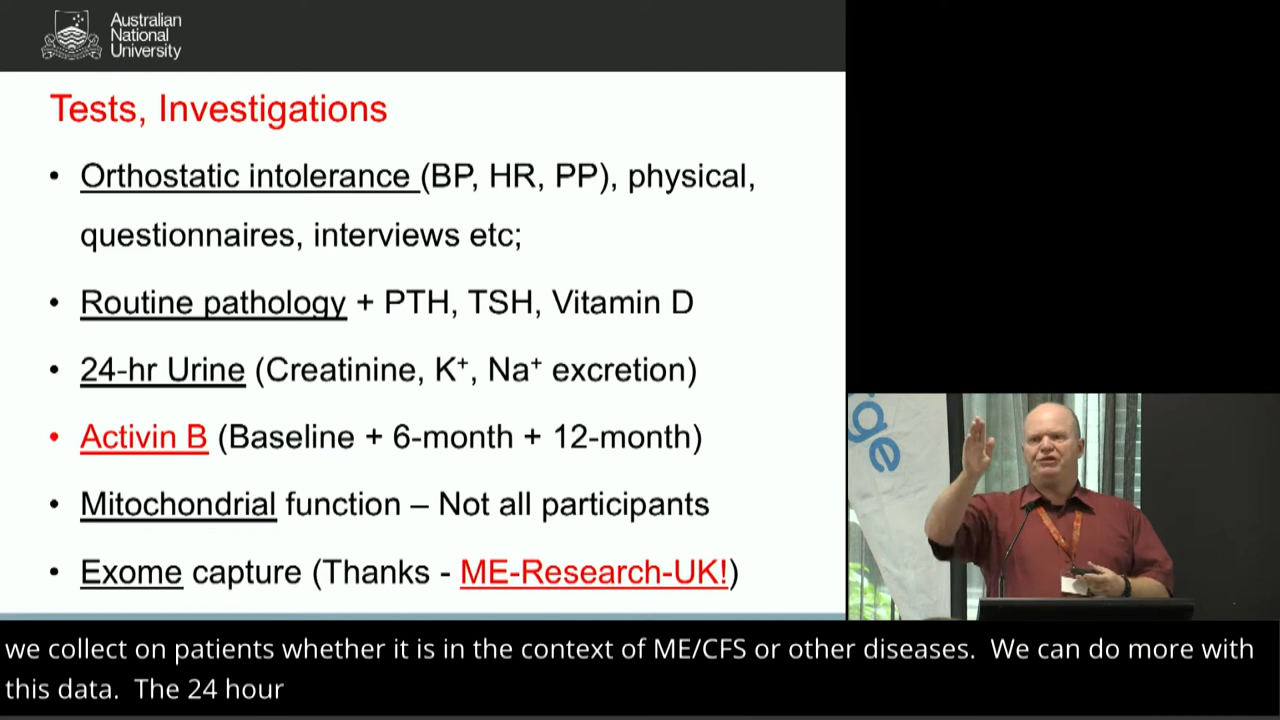 Australian
National
University
Tests, Investigations
• Orthostatic intolerance (BP, HR, PP), physical,
questionnaires, interviews etc;
• Routine pathology + PTH, TSH, Vitamin D
• 24-hr Urine (Creatinine, K⁺, Na⁺ excretion)
• Activin B (Baseline + 6-month + 12-month)
• Mitochondrial function – Not all participants
• Exome capture (Thanks - ME-Research-UK!)
ge
we collect on patients whether it is in the context of ME/CFS or other diseases.  We can do more with
this data.  The 24 hour